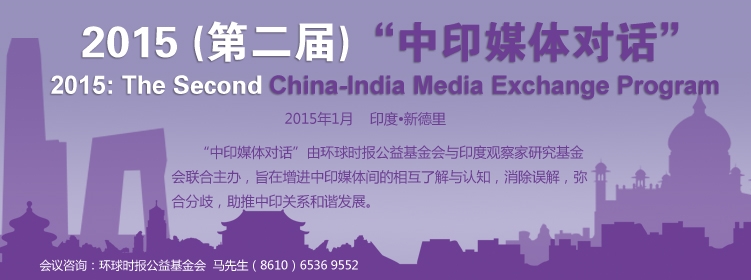 2015 (第二届) “中印媒体对话”
2015: The Second China-India Media Exchange Program
2015年1月 印度•新德里
“中印媒体对话”由环球时报公益基金会与印度观察家研究基金
会联合主办，旨在增进中印媒体间的相互了解与认知，消除误解，弥
合分歧，助推中印关系和谐发展。
会议咨询：环球时报公益基金会 马先生（8610）6536 9552